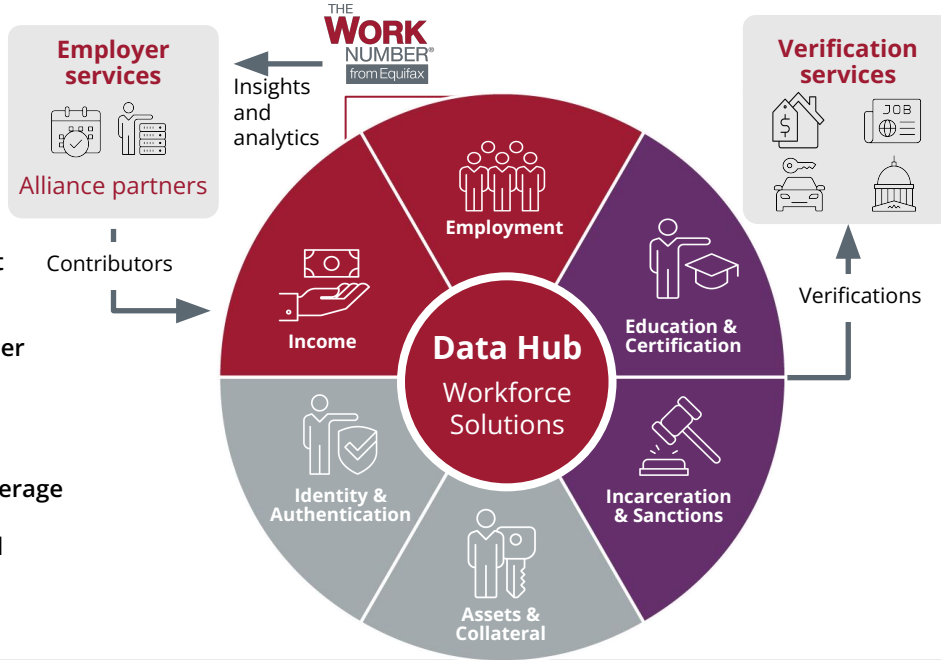 THE
WORK
NUMBER®
from Equifax
Employer
services
Alliance partners
Insights
and
analytics
Verification
services
JOB
$
Contributors
Verifications
Employment
Income
Education &
Certification
Data Hub
Workforce
Solutions
Identity &
Authentication
Incarceration
& Sanctions
Assets &
Collateral
t
er
erage